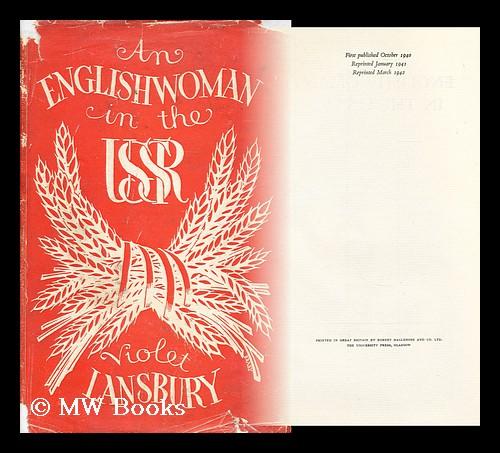 An
ENGLISHWOMAN
in the
USSR
Violet
LANSBURY
© MW Books
First published October 1940
Reprinted January 1941
Reprinted March 1942
PRINTED IN GREAT BRITAIN BY ROBERT MACLEHOSE AND CO. LTD.
THE UNIVERSITY PRESS, GLASGOW